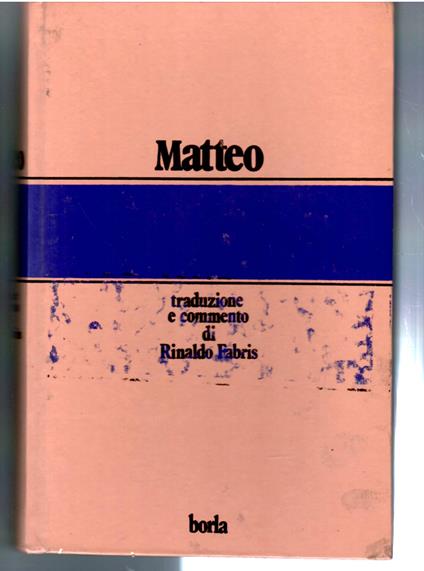 Matteo
traduzione
e commento
di
Rinaldo Fabris
borla